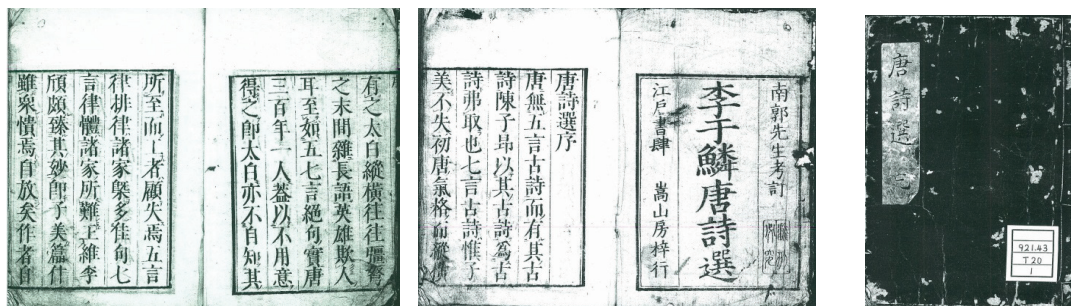 唐詩選
921.43
T20
1
南郭先生考訂
李于鱗唐詩選
江戸書肆 嵩山房梓行
唐詩選序
唐無五言古詩而有其古
詩陳子昂以其古詩為古
詩弗取也七言古詩惟子
美不失初唐氣格而縱横
有之太白縱橫往往彊弩
之末間雜長語英雄欺人
耳至如五七言絶句實唐
三百年一人葢以不用意
得之即太白亦不自知其
所至而工者顧失焉五言
律排律諸家槩多佳句七
言律體諸家所難王維李
頎頗臻其妙即子美篇什
雖衆憒焉自放矣作者自